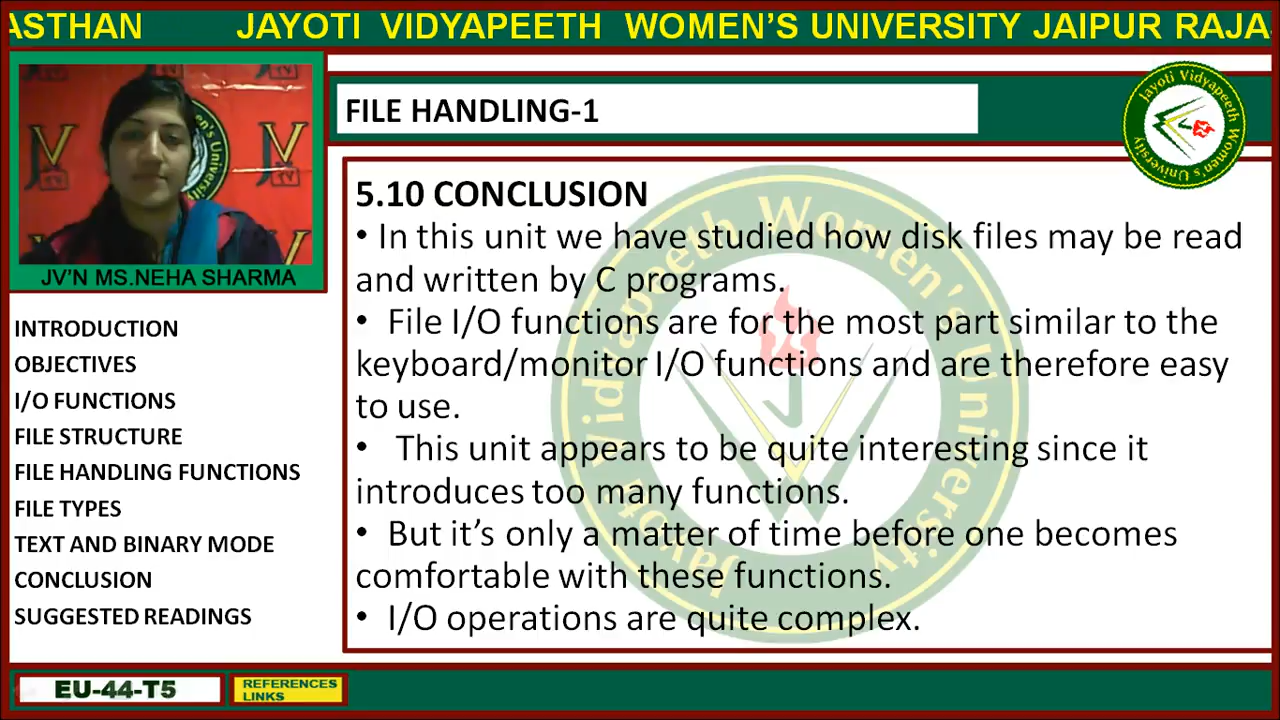 ASTHAN JAYOTI VIDYAPEETH WOMEN'S UNIVERSITY JAIPUR RAJAS
FILE HANDLING-1
Jayoti Vidyapeeth Women's University
JV'N MS.NEHA SHARMA
INTRODUCTION
OBJECTIVES
I/O FUNCTIONS
FILE STRUCTURE
FILE HANDLING FUNCTIONS
FILE TYPES
TEXT AND BINARY MODE
CONCLUSION
SUGGESTED READINGS
5.10 CONCLUSION
• In this unit we have studied how disk files may be read
and written by C programs.
• File I/O functions are for the most part similar to the
keyboard/monitor I/O functions and are therefore easy
to use.
• This unit appears to be quite interesting since it
introduces too many functions.
• But it's only a matter of time before one becomes
comfortable with these functions.
• I/O operations are quite complex.
Jayoti Vidyapeeth Women's University
EU-44-T5
REFERENCES
LINKS